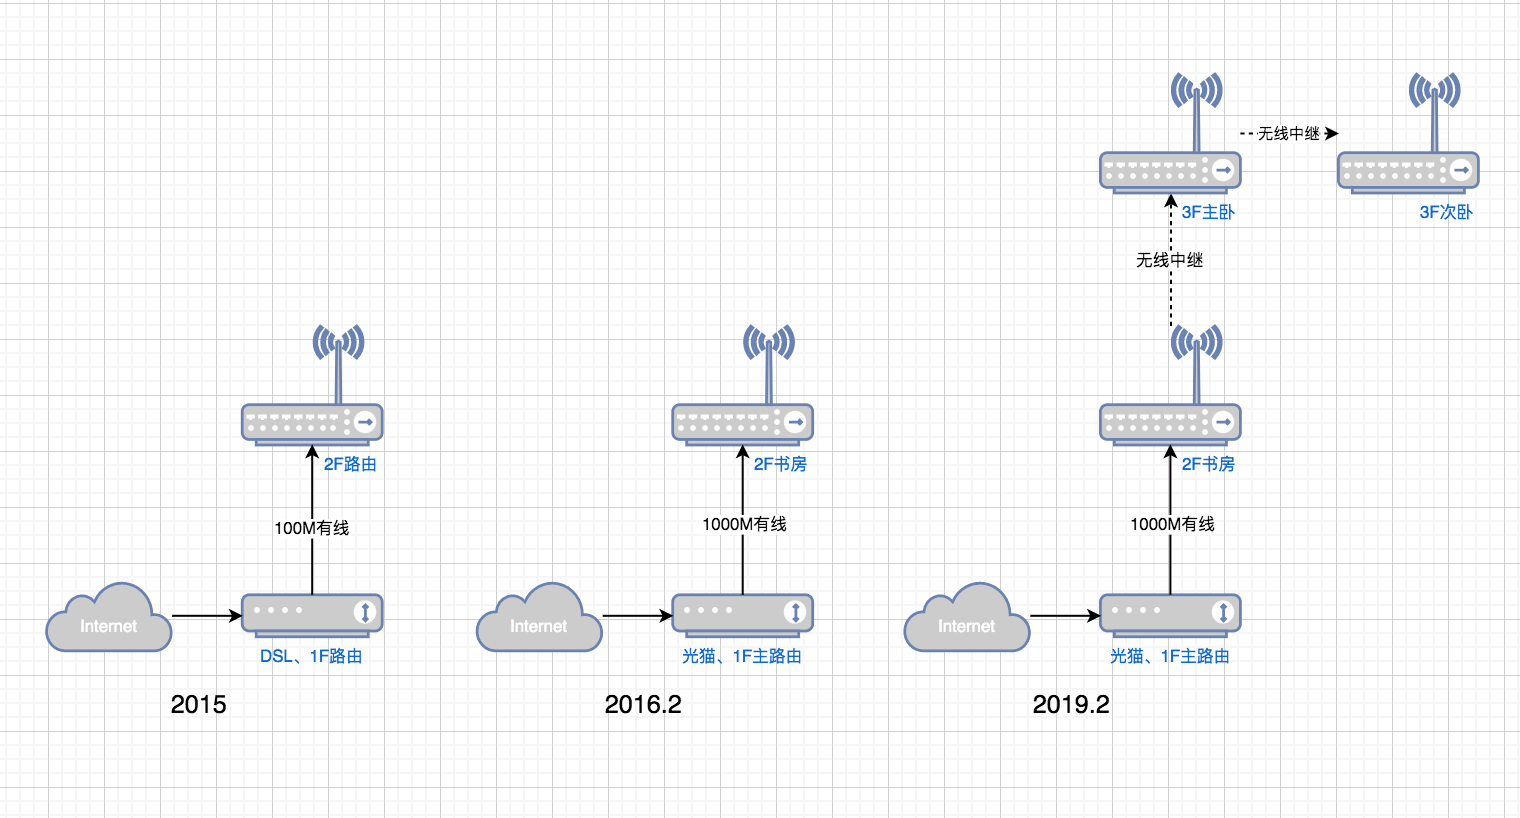 无线中继
3F主卧
3F次卧
无线中继
2F路由
2F书房
2F书房
100M有线
1000M有线
1000M有线
Internet
Internet
Internet
DSL、1F路由
光猫、1F主路由
光猫、1F主路由
2015
2016.2
2019.2